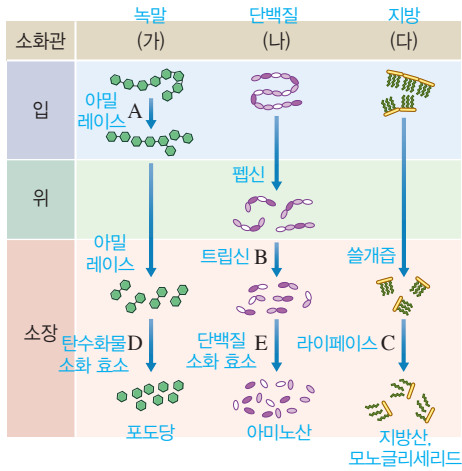 녹말 단백질 지방
소화관 (가) (나) (다)
입
아밀
레이스 A
펩신
위
아밀
레이스
트립신 B
쓸개즙
소장
탄수화물 D
소화 효소
단백질 E
소화 효소
라이페이스 C
포도당
아미노산
지방산,
모노글리세리드